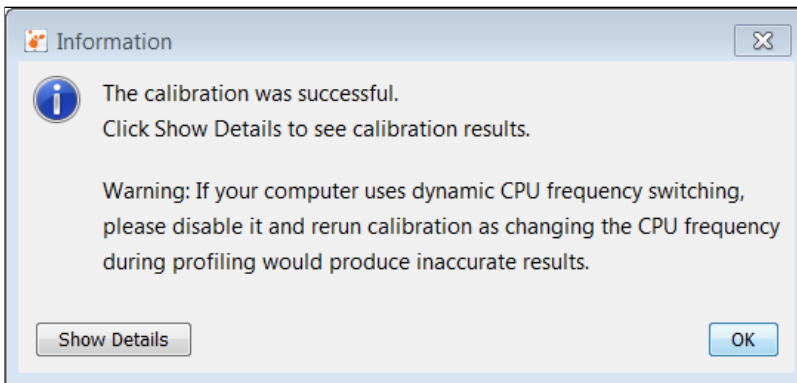 Information
The calibration was successful.
Click Show Details to see calibration results.
Warning: If your computer uses dynamic CPU frequency switching,
please disable it and rerun calibration as changing the CPU frequency
during profiling would produce inaccurate results.
Show Details
OK